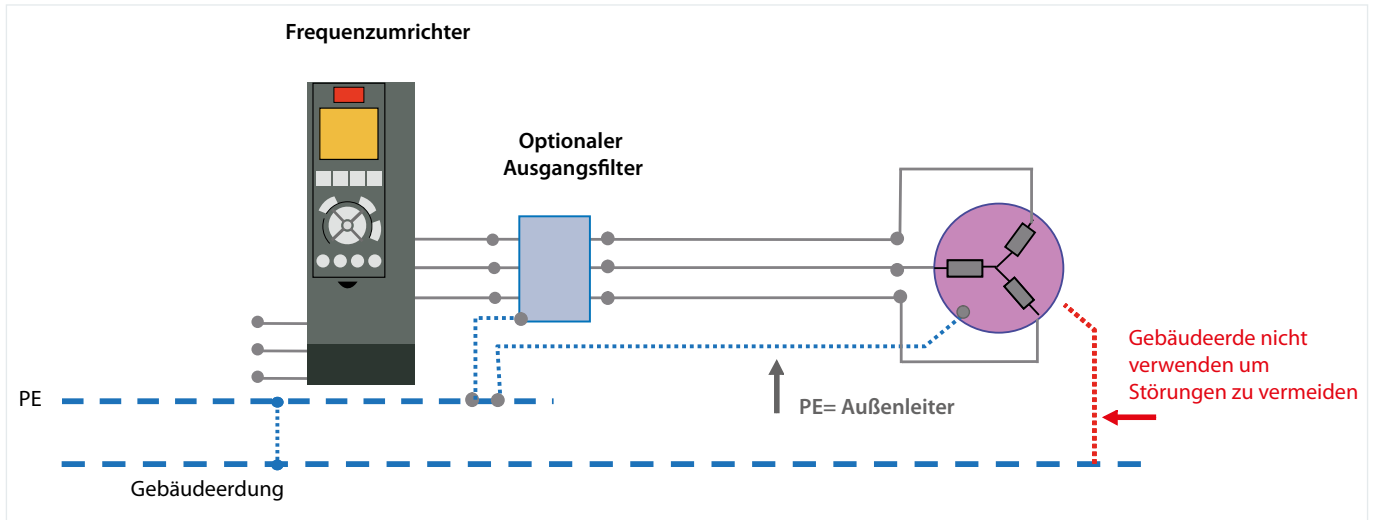 Frequenzumrichter
Optionaler
Ausgangsfilter
Gebäudeerde nicht
verwenden um
Störungen zu vermeiden
PE
PE= Außenleiter
Gebäudeerdung